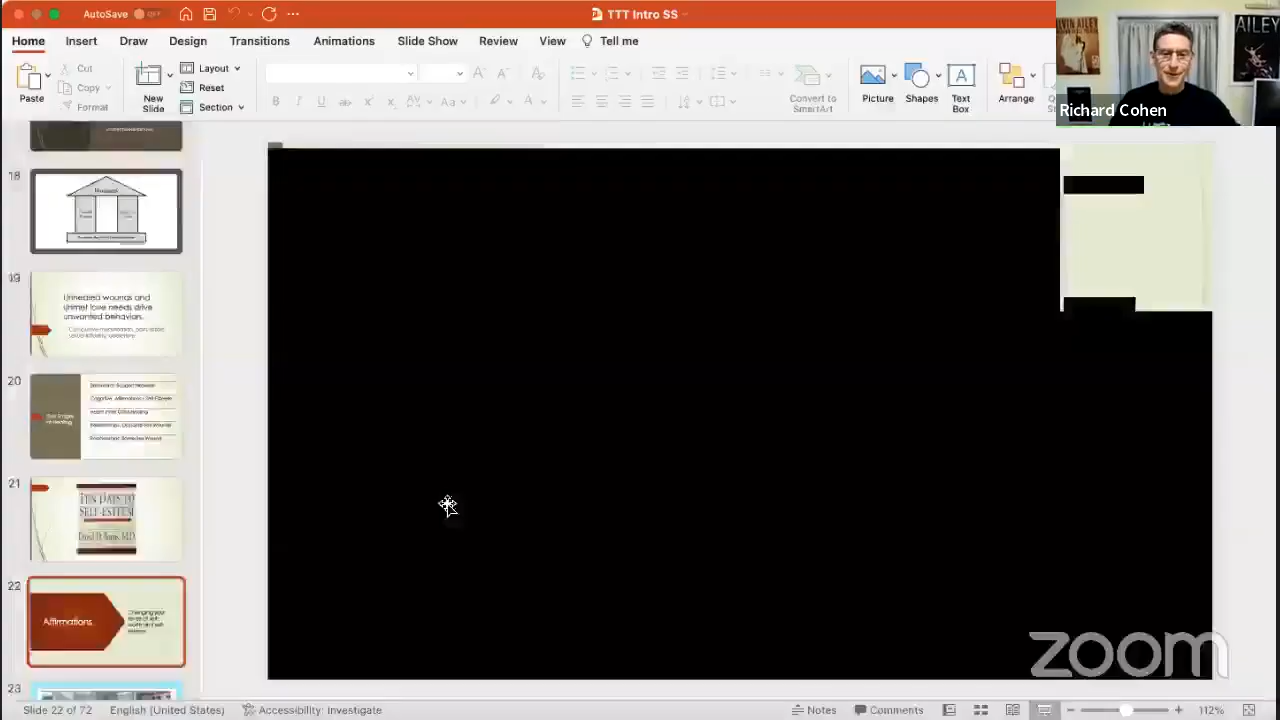 AutoSave OFF
TTT Intro SS
Home Insert Draw Design Transitions Animations Slide Show Review View Tell me
Paste
Cut
Copy
Format
New
Slide
Layout
Reset
Section
Convert to
SmartArt
Picture
Shapes
Text
Box
Arrange
AILEY
Richard Cohen
18
19
Unhealed wounds and
unmet love needs drive
unwanted behavior.
20
21
TEN DAYS TO
SELF-ESTEEM
David D. Burns, M.D.
22
Affirmations
23
zoom
Slide 22 of 72 English (United States) Accessibility: Investigate Notes Comments 112%